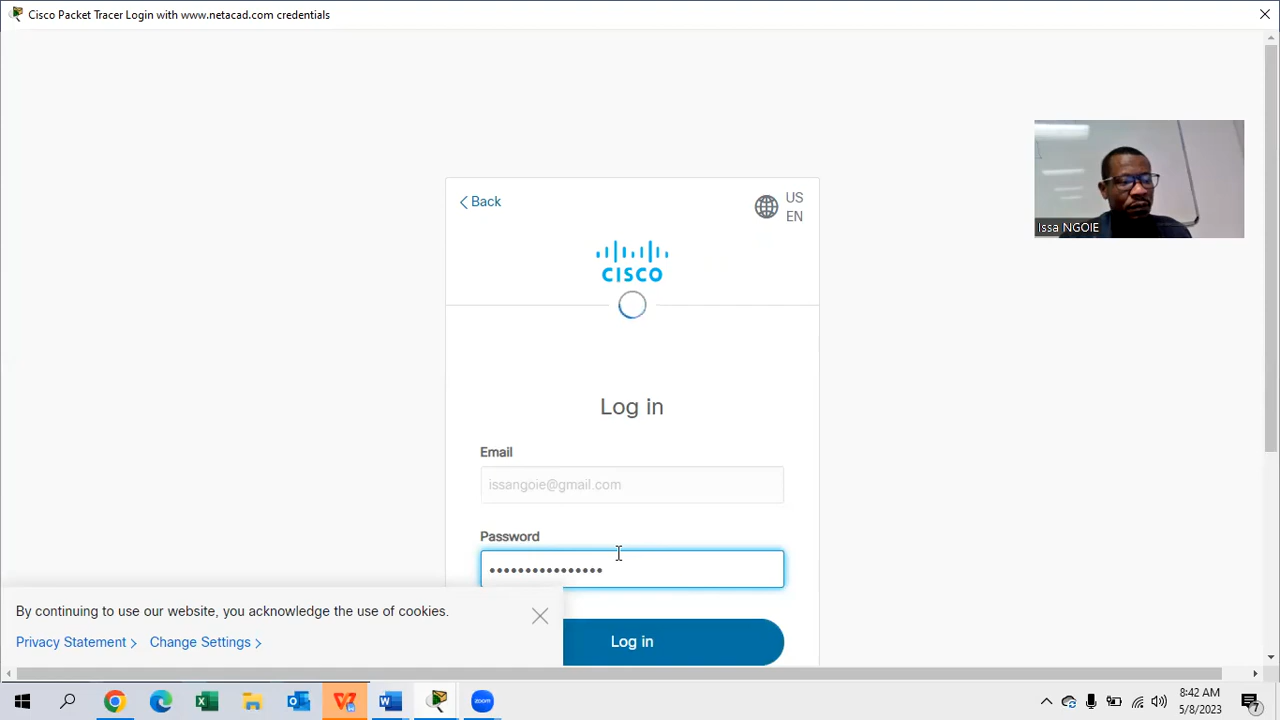 Cisco Packet Tracer Login with www.netacad.com credentials
Back
US
EN
CISCO
Issa NGOIE
Log in
Email
issangoie@gmail.com
Password
••••••••••••••••
By continuing to use our website, you acknowledge the use of cookies.
Privacy Statement
Change Settings
Log in
zoom
8:42 AM
5/8/2023
7